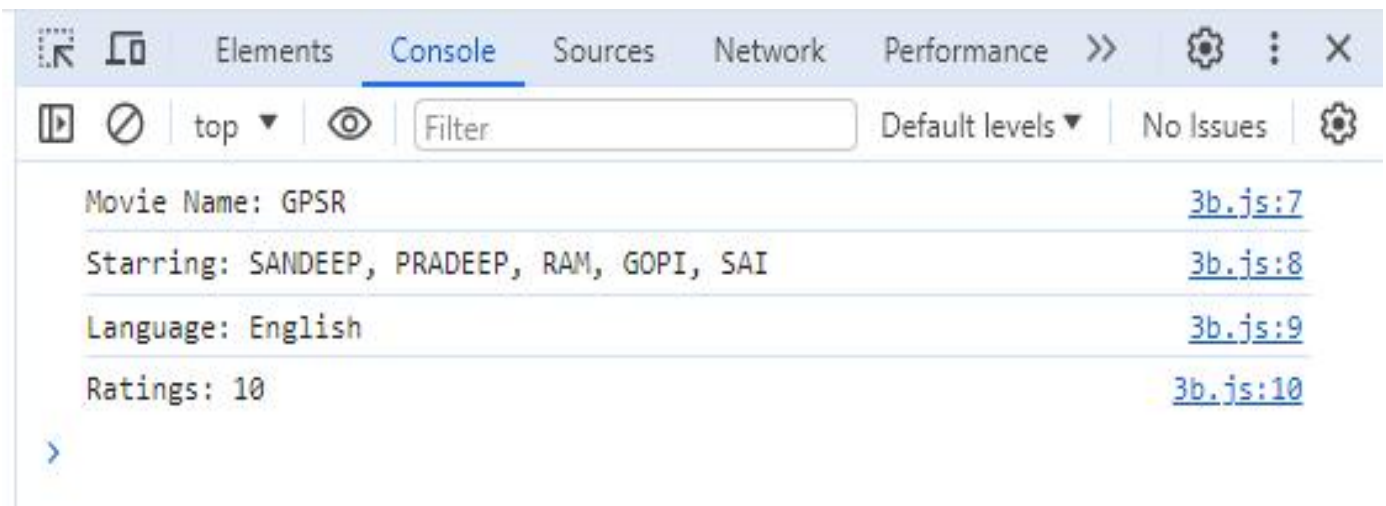 Elements Console Sources Network Performance
top Filter Default levels No Issues
Movie Name: GPSR 3b.js:7
Starring: SANDEEP, PRADEEP, RAM, GOPI, SAI 3b.js:8
Language: English 3b.js:9
Ratings: 10 3b.js:10